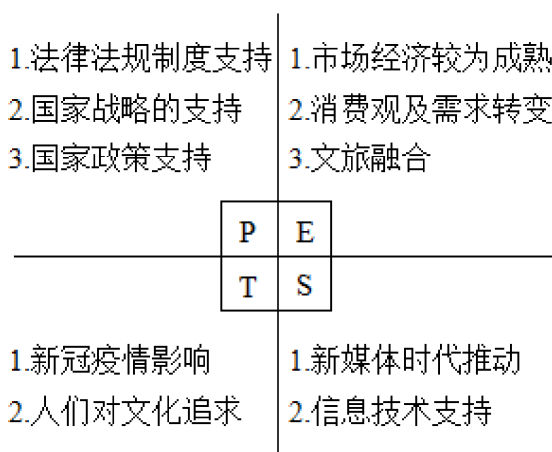 1.法律法规制度支持
2.国家战略的支持
3.国家政策支持
1.市场经济较为成熟
2.消费观及需求转变
3.文旅融合
P
E
T
S
1.新冠疫情影响
2.人们对文化追求
1.新媒体时代推动
2.信息技术支持